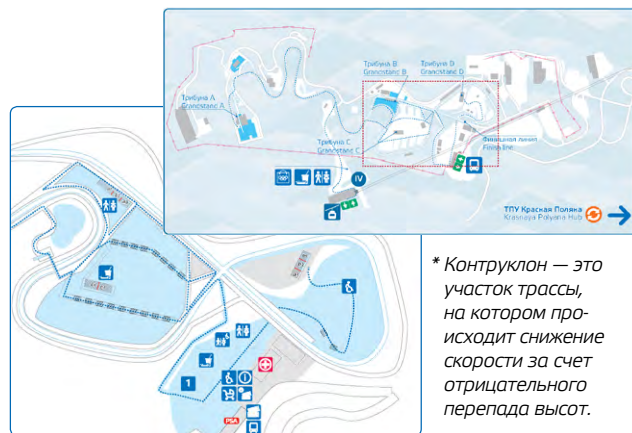 Трибуна B
Grandstand B
Трибуна D
Grandstand D
Трибуна A
Grandstand A
Трибуна C
Grandstand C
Финишная линия
Finish line
IV
ТПУ Красная Поляна
Krasnaya Polyana Hub
1
PSA
* Контруклон — это
участок трассы,
на котором про-
исходит снижение
скорости за счет
отрицательного
перепада высот.